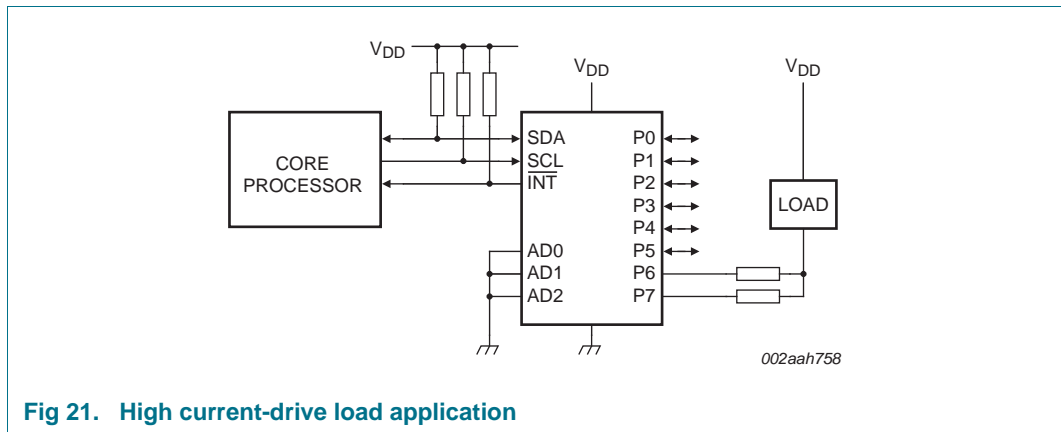 VDD
VDD
VDD
CORE
PROCESSOR
SDA
SCL
INT
AD0
AD1
AD2
P0
P1
P2
P3
P4
P5
P6
P7
LOAD
002aah758
Fig 21. High current-drive load application